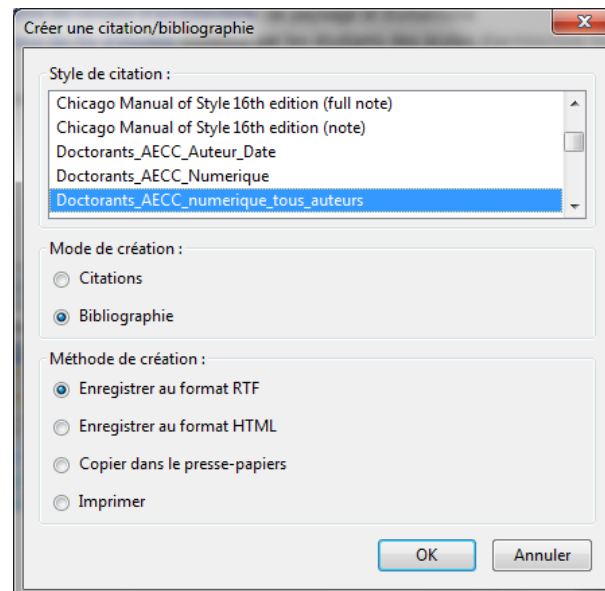 Créer une citation/bibliographie
Style de citation :
Chicago Manual of Style 16th edition (full note)
Chicago Manual of Style 16th edition (note)
Doctorants_AECC_Auteur_Date
Doctorants_AECC_Numerique
Doctorants_AECC_numerique_tous_auteurs
Mode de création :
Citations
Bibliographie
Méthode de création :
Enregistrer au format RTF
Enregistrer au format HTML
Copier dans le presse-papiers
Imprimer
OK Annuler